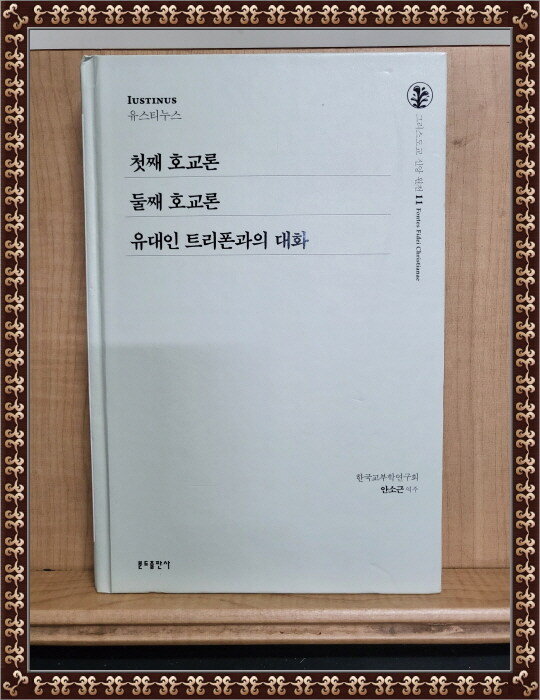 IUSTINUS
유스티누스
첫째 호교론
둘째 호교론
유대인 트리폰과의 대화
그리스도교 신앙 원천 11 Fontes Fidei Christianae
한국교부학연구회
안소근 역주
분도출판사